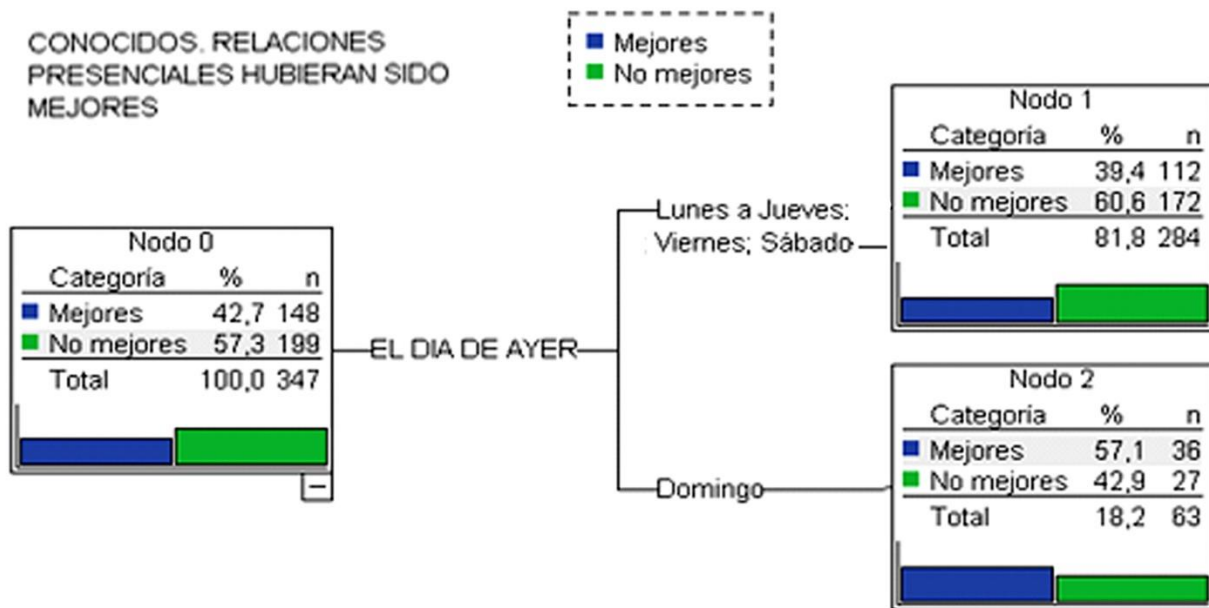 CONOCIDOS. RELACIONES
PRESENCIALES HUBIERAN SIDO
MEJORES
Mejores
No mejores
Nodo 0
Categoría % n
Mejores 42,7 148
No mejores 57,3 199
Total 100,0 347
EL DIA DE AYER
Lunes a Jueves;
; Viernes; Sábado
Nodo 1
Categoría % n
Mejores 39,4 112
No mejores 60,6 172
Total 81,8 284
Domingo
Nodo 2
Categoría % n
Mejores 57,1 36
No mejores 42,9 27
Total 18,2 63